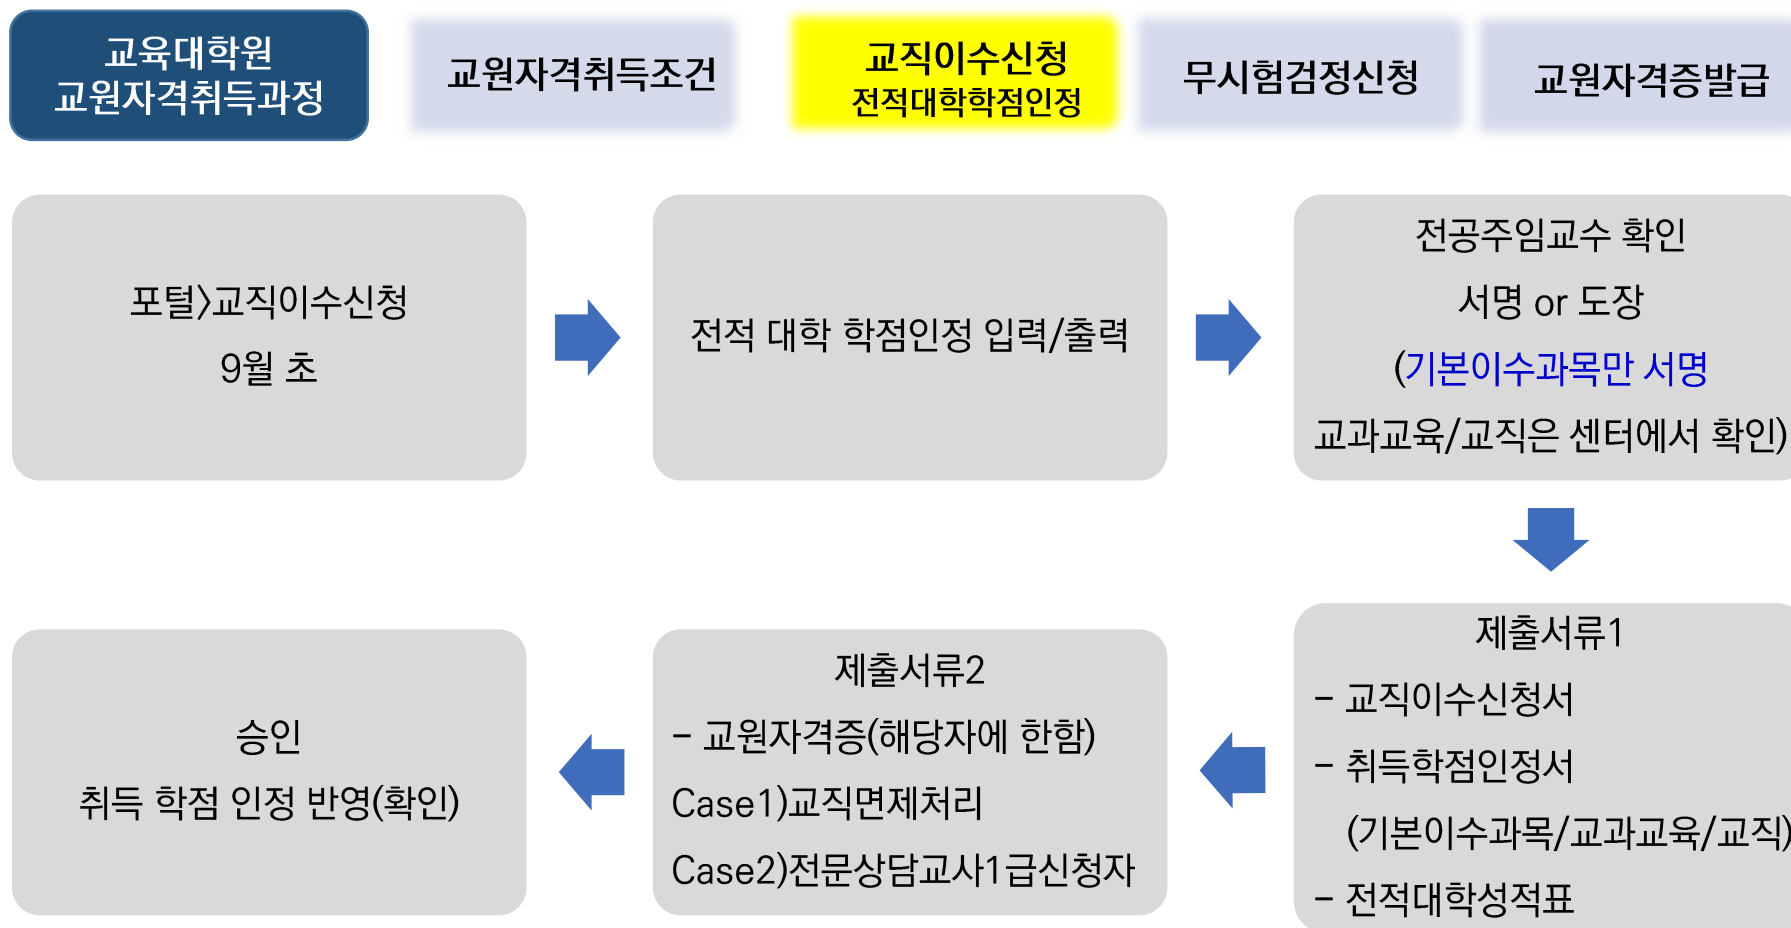 교육대학원
교원자격취득과정
교원자격취득조건
교직이수신청
전적대학학점인정
무시험검정신청
교원자격증발급
포털>교직이수신청
9월 초
전적 대학 학점인정 입력/출력
전공주임교수 확인
서명 or 도장
(기본이수과목만 서명
교과교육/교직은 센터에서 확인)
제출서류1
- 교직이수신청서
- 취득학점인정서
(기본이수과목/교과교육/교직)
- 전적대학성적표
제출서류2
- 교원자격증(해당자에 한함)
Case1)교직면제처리
Case2)전문상담교사1급신청자
승인
취득 학점 인정 반영(확인)